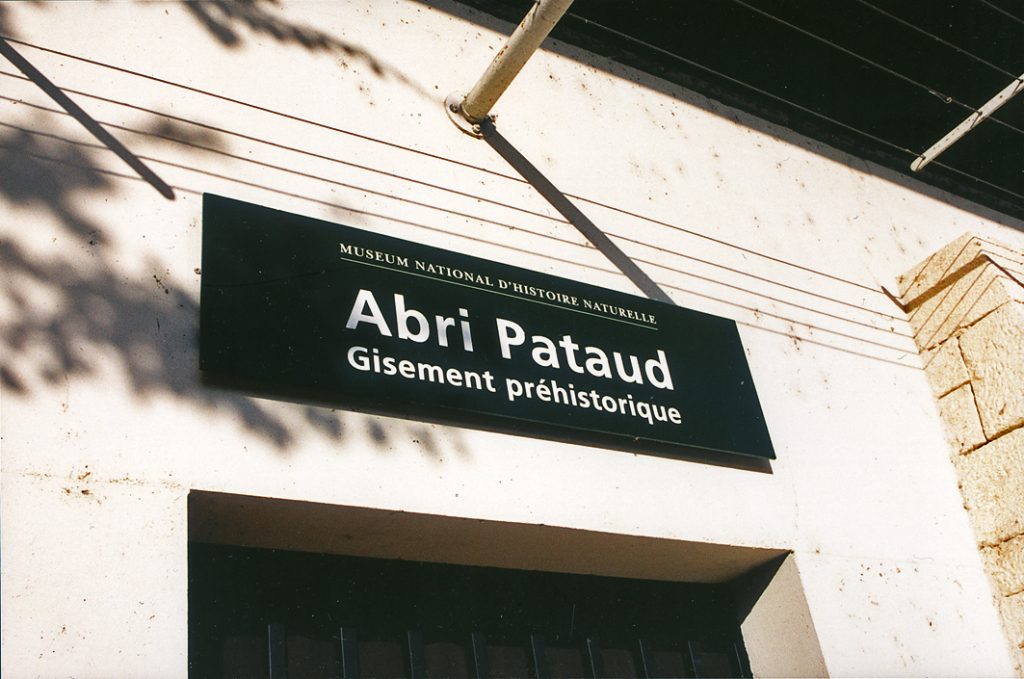 MUSEUM NATIONAL D'HISTOIRE NATURELLE
Abri Pataud
Gisement préhistorique